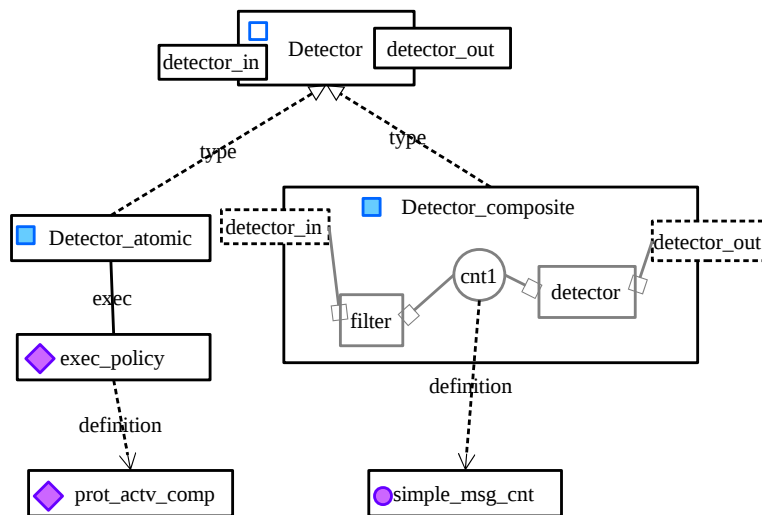 Detector
detector_in
detector_out
type
type
Detector_atomic
Detector_composite
detector_in
detector_out
cnt1
filter
detector
exec
exec_policy
definition
definition
prot_actv_comp
simple_msg_cnt